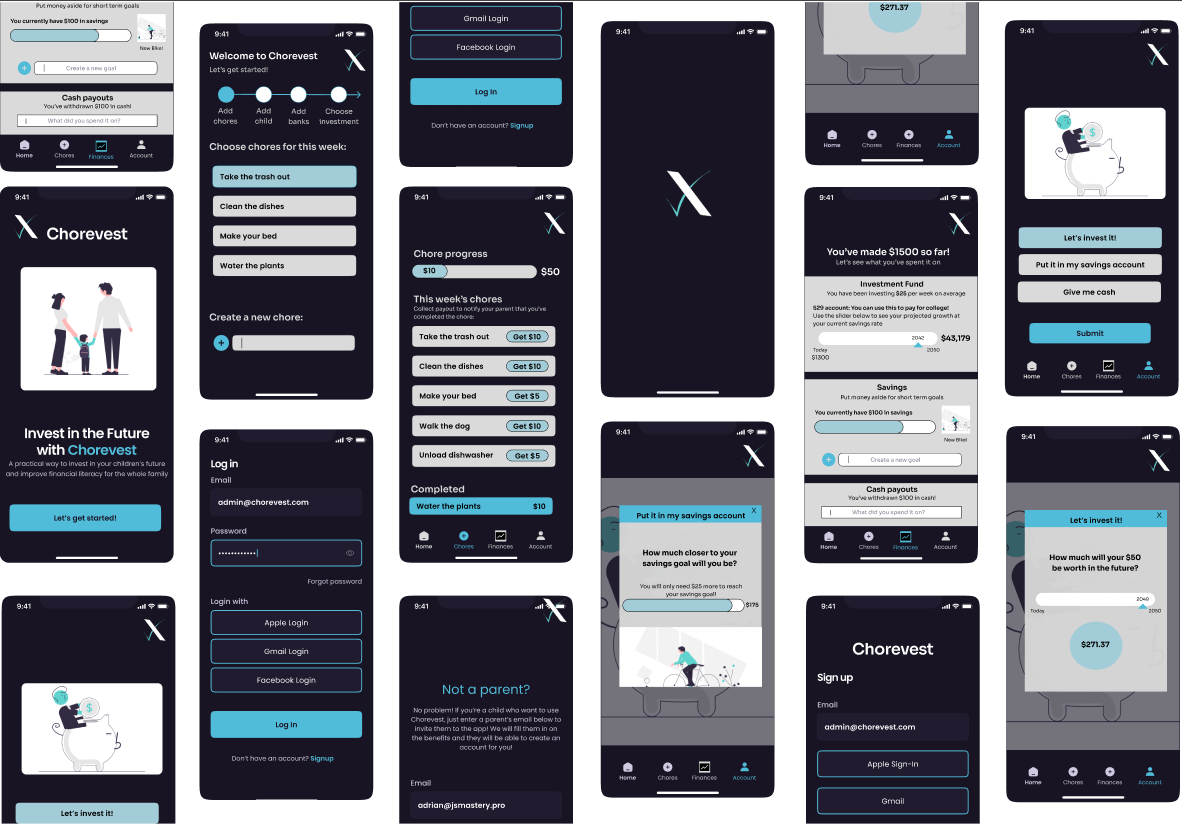 Put money aside for short term goals
You currently have $100 in savings
New Bike!
Create a new goal
Cash payouts
You've withdrawn $100 in cash!
What did you spend it on?
Home
Chores
Finances
Account
9:41
Chorevest
Invest in the Future
with Chorevest
A practical way to invest in your children's future
and improve financial literacy for the whole family
Let's get started!
9:41
Let's invest it!
9:41
Welcome to Chorevest
Let's get started!
Add
chores
Add
child
Add
banks
Choose
investment
Choose chores for this week:
Take the trash out
Clean the dishes
Make your bed
Water the plants
Create a new chore:
9:41
Log in
Email
admin@chorevest.com
Password
Forgot password
Login with
Apple Login
Gmail Login
Facebook Login
Log In
Don't have an account? Signup
Gmail Login
Facebook Login
Log In
Don't have an account? Signup
9:41
Chore progress
$10
$50
This week's chores
Collect payout to notify your parent that you've
completed the chore:
Take the trash out
Get $10
Clean the dishes
Get $10
Make your bed
Get $5
Walk the dog
Get $10
Unload dishwasher
Get $5
Completed
Water the plants
$10
Home
Chores
Finances
Account
9:41
Not a parent?
No problem! If you're a child who want to use
Chorevest, just enter a parent's email below to
invite them to the app! We will fill them in on
the benefits and they will be able to create an
account for you!
Email
adrian@jsmastery.pro
9:41
9:41
Put it in my savings account
X
How much closer to your
savings goal will you be?
You will only need $25 more to reach
your savings goal!
$175
Home
Chores
Finances
Account
$271.37
Home
Chores
Finances
Account
9:41
You've made $1500 so far!
Let's see what you've spent it on
Investment Fund
You have been investing $25 per week on average
529 account: You can use this to pay for college!
Use the slider below to see your projected growth at
your current savings rate
2042
$43,179
Today
2050
$1300
Savings
Put money aside for short term goals
You currently have $100 in savings
New Bike!
Create a new goal
Cash payouts
You've withdrawn $100 in cash!
What did you spend it on?
Home
Chores
Finances
Account
9:41
Chorevest
Sign up
Email
admin@chorevest.com
Apple Sign-In
Gmail
9:41
$
Let's invest it!
Put it in my savings account
Give me cash
Submit
Home
Chores
Finances
Account
9:41
Let's invest it!
X
How much will your $50
be worth in the future?
2049
Today
2050
$271.37
Home
Chores
Finances
Account